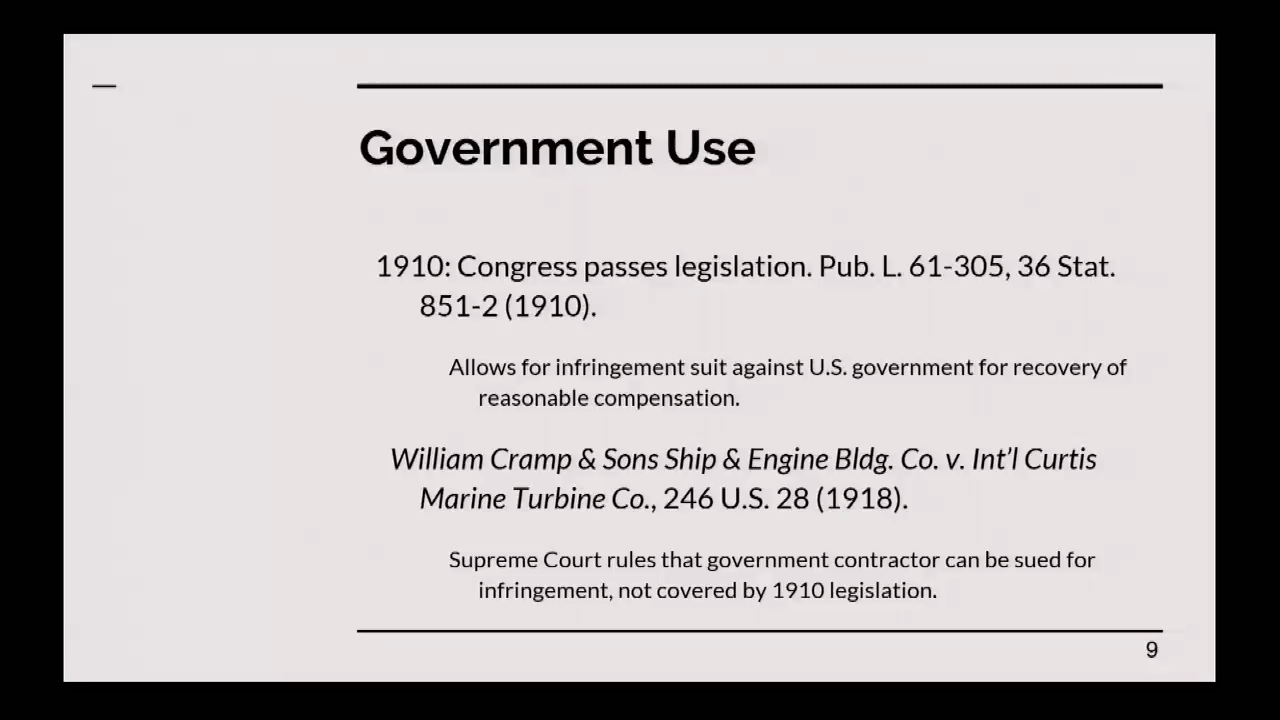 Government Use
1910: Congress passes legislation. Pub. L. 61-305, 36 Stat.
851-2 (1910).
Allows for infringement suit against U.S. government for recovery of
reasonable compensation.
William Cramp & Sons Ship & Engine Bldg. Co. v. Int’l Curtis
Marine Turbine Co., 246 U.S. 28 (1918).
Supreme Court rules that government contractor can be sued for
infringement, not covered by 1910 legislation.
9